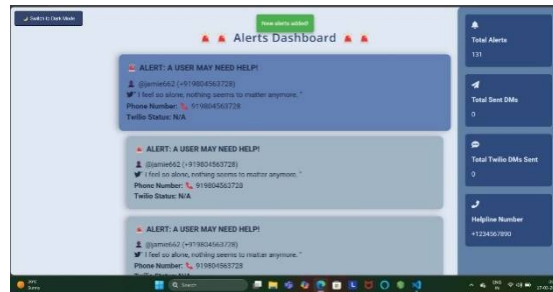 Switch to Dark Mode
New alerts added!
Alerts Dashboard
ALERT: A USER MAY NEED HELP!
@jamie662 (+919804563728)
" I feel so alone, nothing seems to matter anymore. "
Phone Number: 919804563728
Twilio Status: N/A
ALERT: A USER MAY NEED HELP!
@jamie662 (+919804563728)
" I feel so alone, nothing seems to matter anymore. "
Phone Number: 919804563728
Twilio Status: N/A
ALERT: A USER MAY NEED HELP!
@jamie662 (+919804563728)
" I feel so alone, nothing seems to matter anymore. "
Phone Number: 919804563728
Twilio Status: N/A
Total Alerts
131
Total Sent DMs
0
Total Twilio DMs Sent
0
Helpline Number
+1234567890
Sunny
Search
ENG